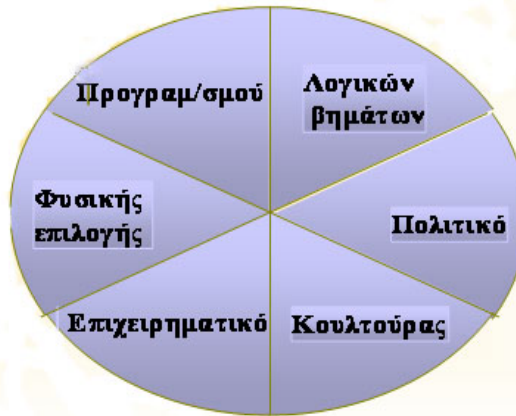 Προγραμ/σμού
Λογικών
βημάτων
Φυσικής
επιλογής
Πολιτικό
Επιχειρηματικό
Κουλτούρας